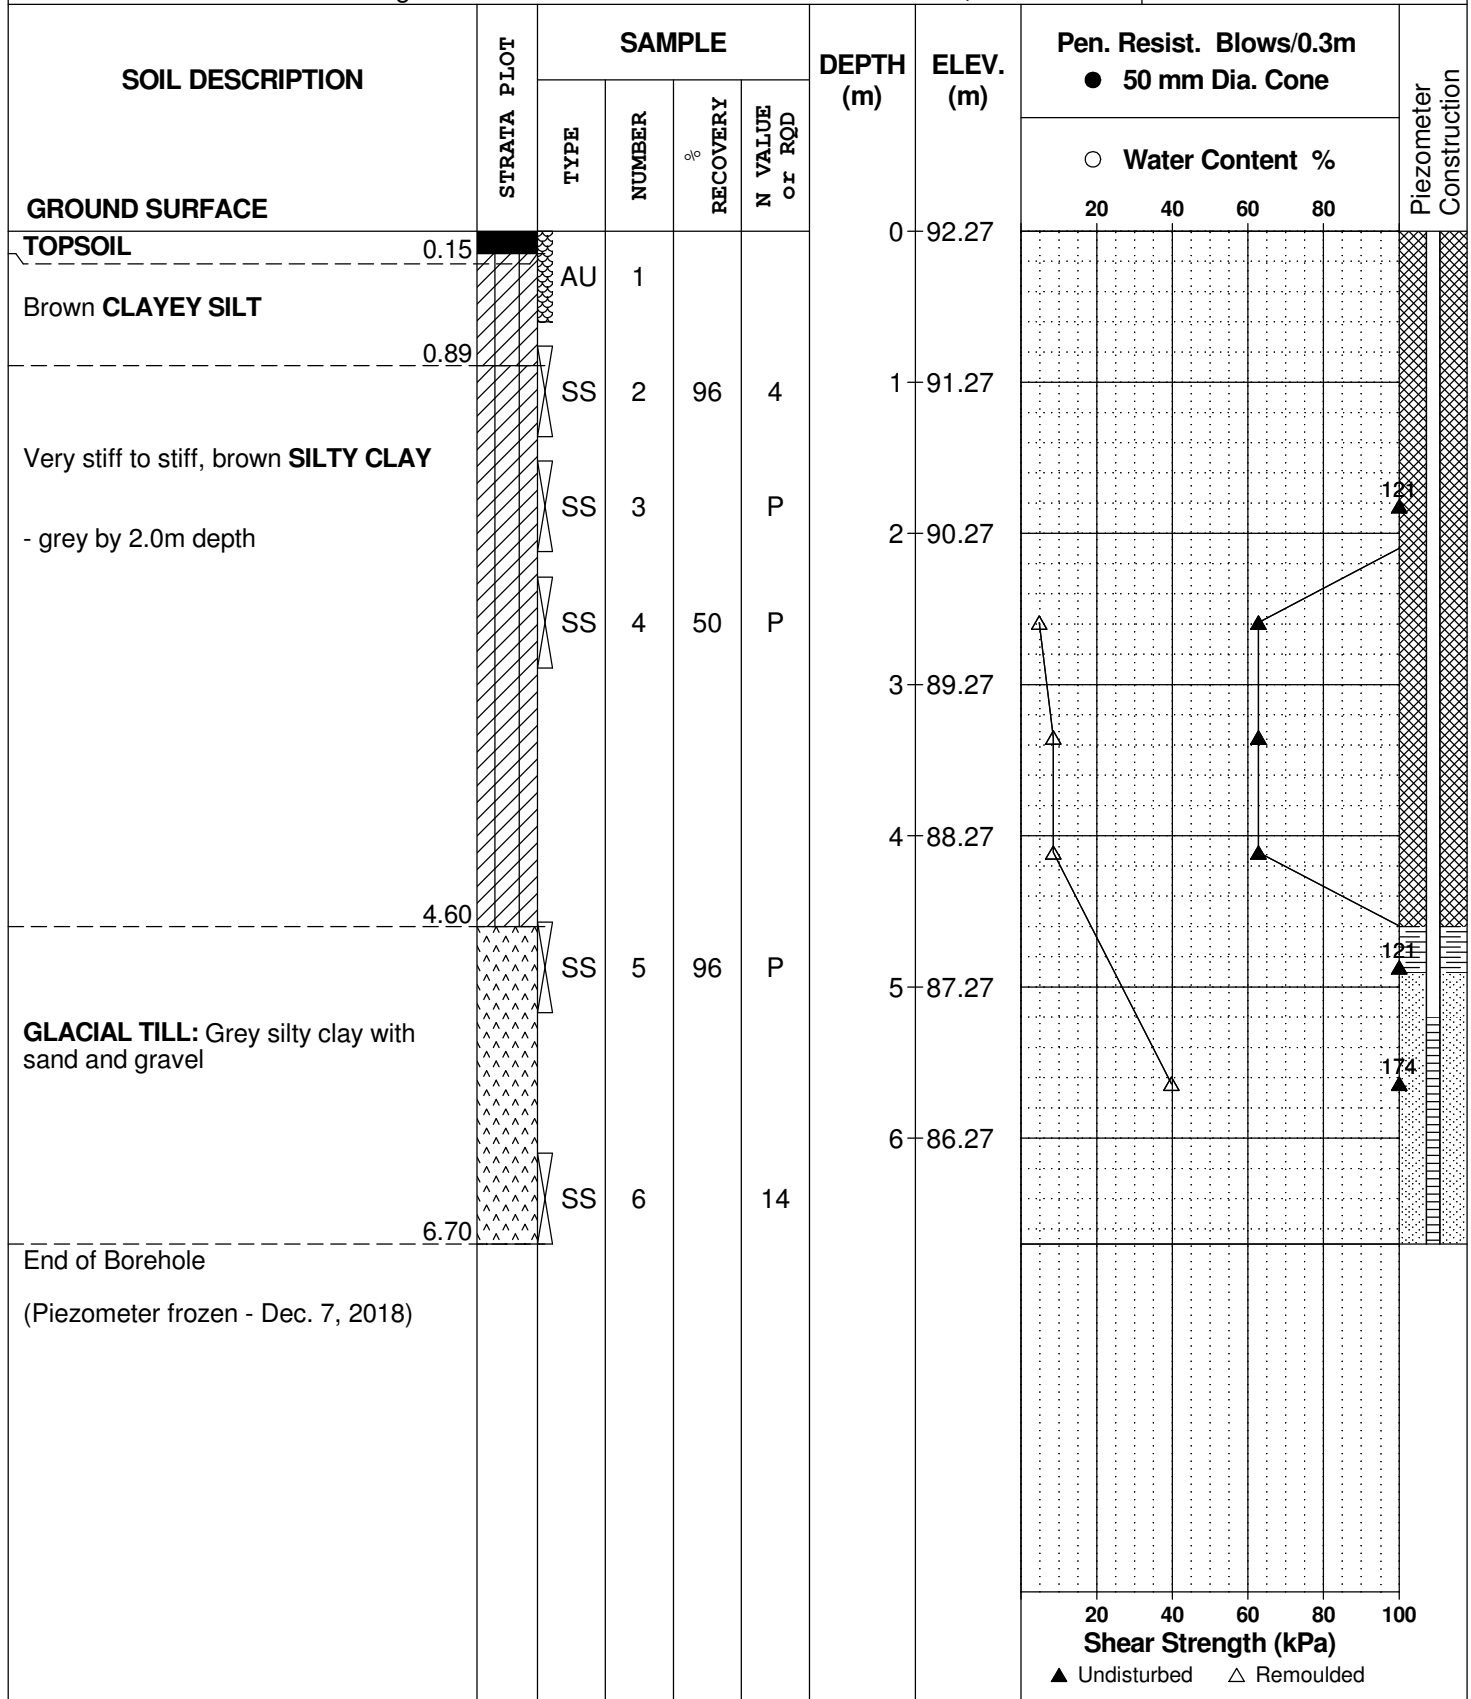 SOIL DESCRIPTION
GROUND SURFACE
STRATA PLOT
SAMPLE
TYPE
NUMBER
% RECOVERY
N VALUE or RQD
DEPTH (m)
ELEV. (m)
Pen. Resist. Blows/0.3m
● 50 mm Dia. Cone
○ Water Content %
20 40 60 80
Piezometer Construction
TOPSOIL 0.15
0 92.27
AU 1
Brown CLAYEY SILT
0.89
1 91.27
SS 2 96 4
Very stiff to stiff, brown SILTY CLAY
121
SS 3 P
- grey by 2.0m depth
2 90.27
SS 4 50 P
3 89.27
4 88.27
4.60
121
SS 5 96 P
5 87.27
GLACIAL TILL: Grey silty clay with
sand and gravel
174
6 86.27
SS 6 14
6.70
End of Borehole
(Piezometer frozen - Dec. 7, 2018)
20 40 60 80 100
Shear Strength (kPa)
▲ Undisturbed △ Remoulded